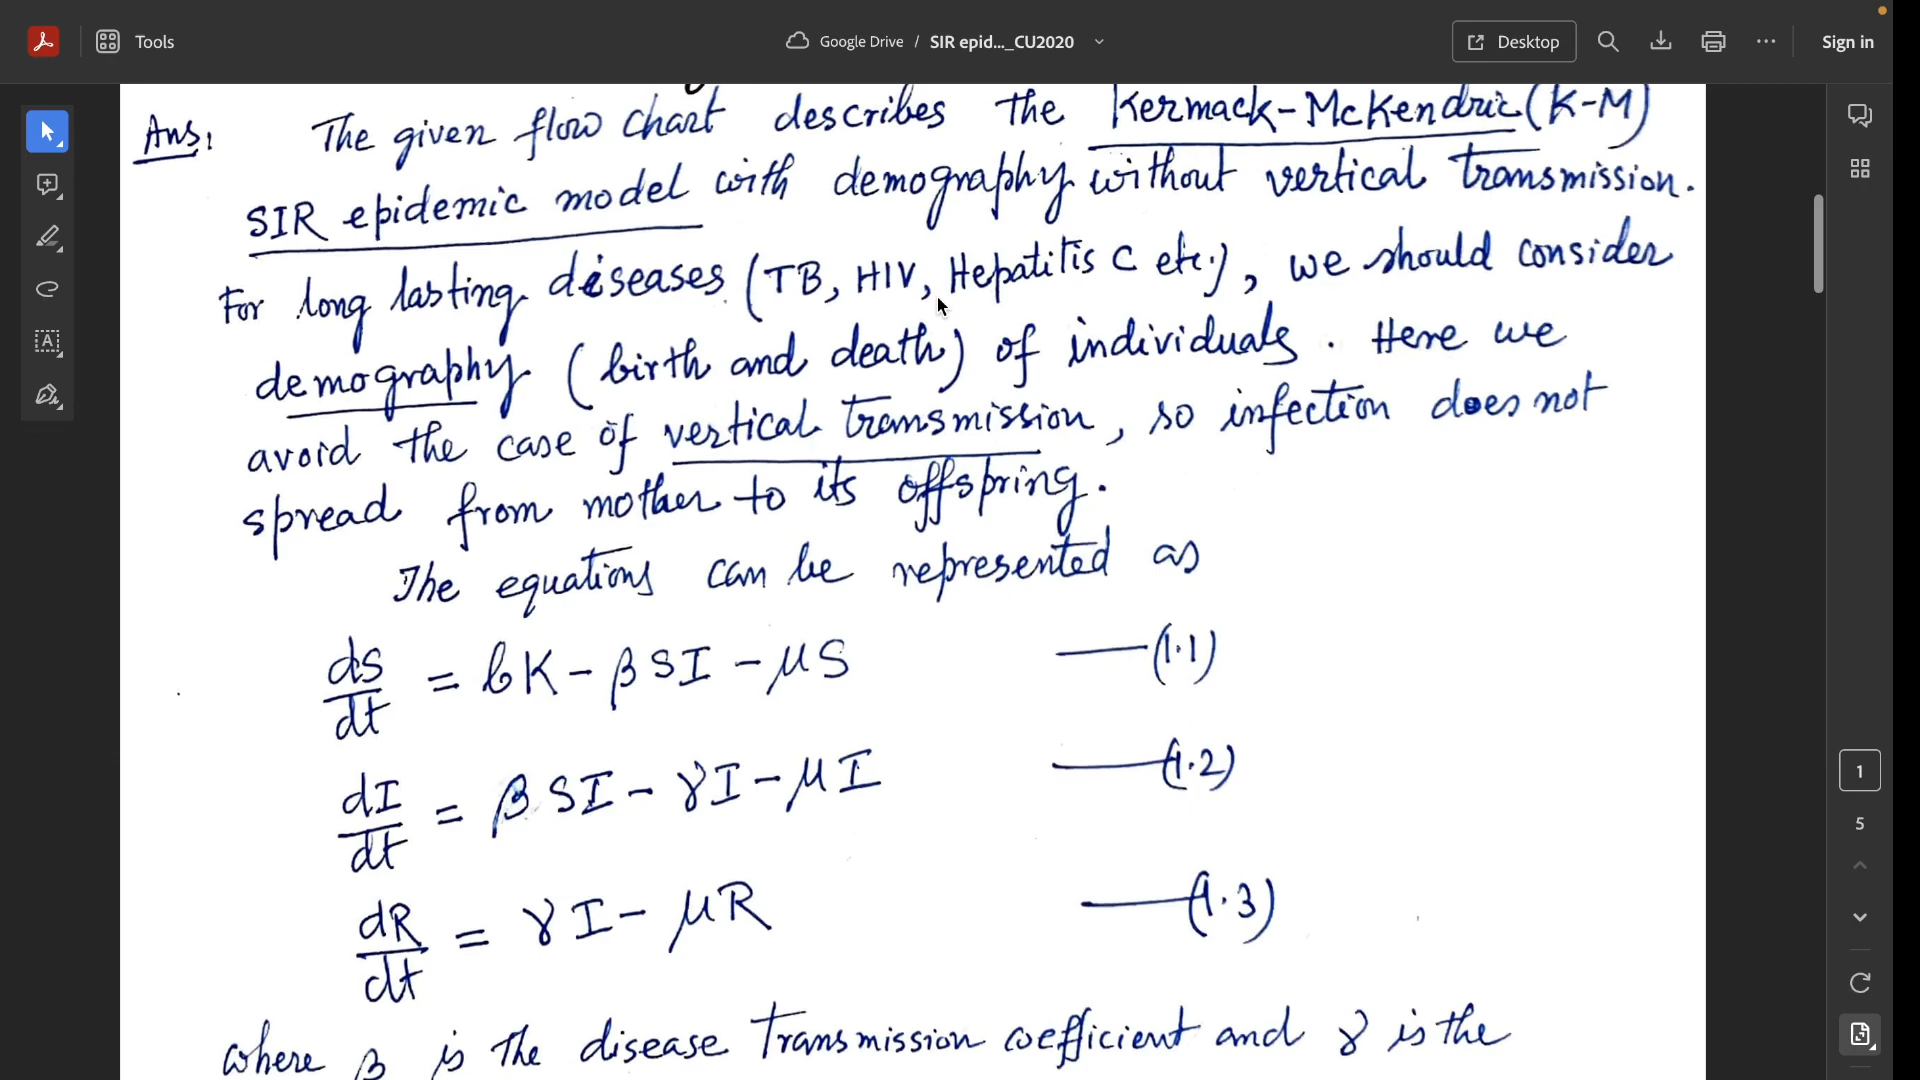 Tools
Google Drive / SIR epid..._CU2020
Desktop
Sign in
Ans: The given flow chart describes the Kermack-McKendric (K-M)
SIR epidemic model with demography without vertical transmission.
For long lasting diseases (TB, HIV, Hepatitis C etc.), we should consider
demography (birth and death) of individuals. Here we
avoid the case of vertical transmission, so infection does not
spread from mother to its offspring.
The equations can be represented as
dS/dt = bK - βSI - μS —(1.1)
dI/dt = βSI - γI - μI —(1.2)
dR/dt = γI - μR —(1.3)
where β is the disease transmission coefficient and γ is the
1
5